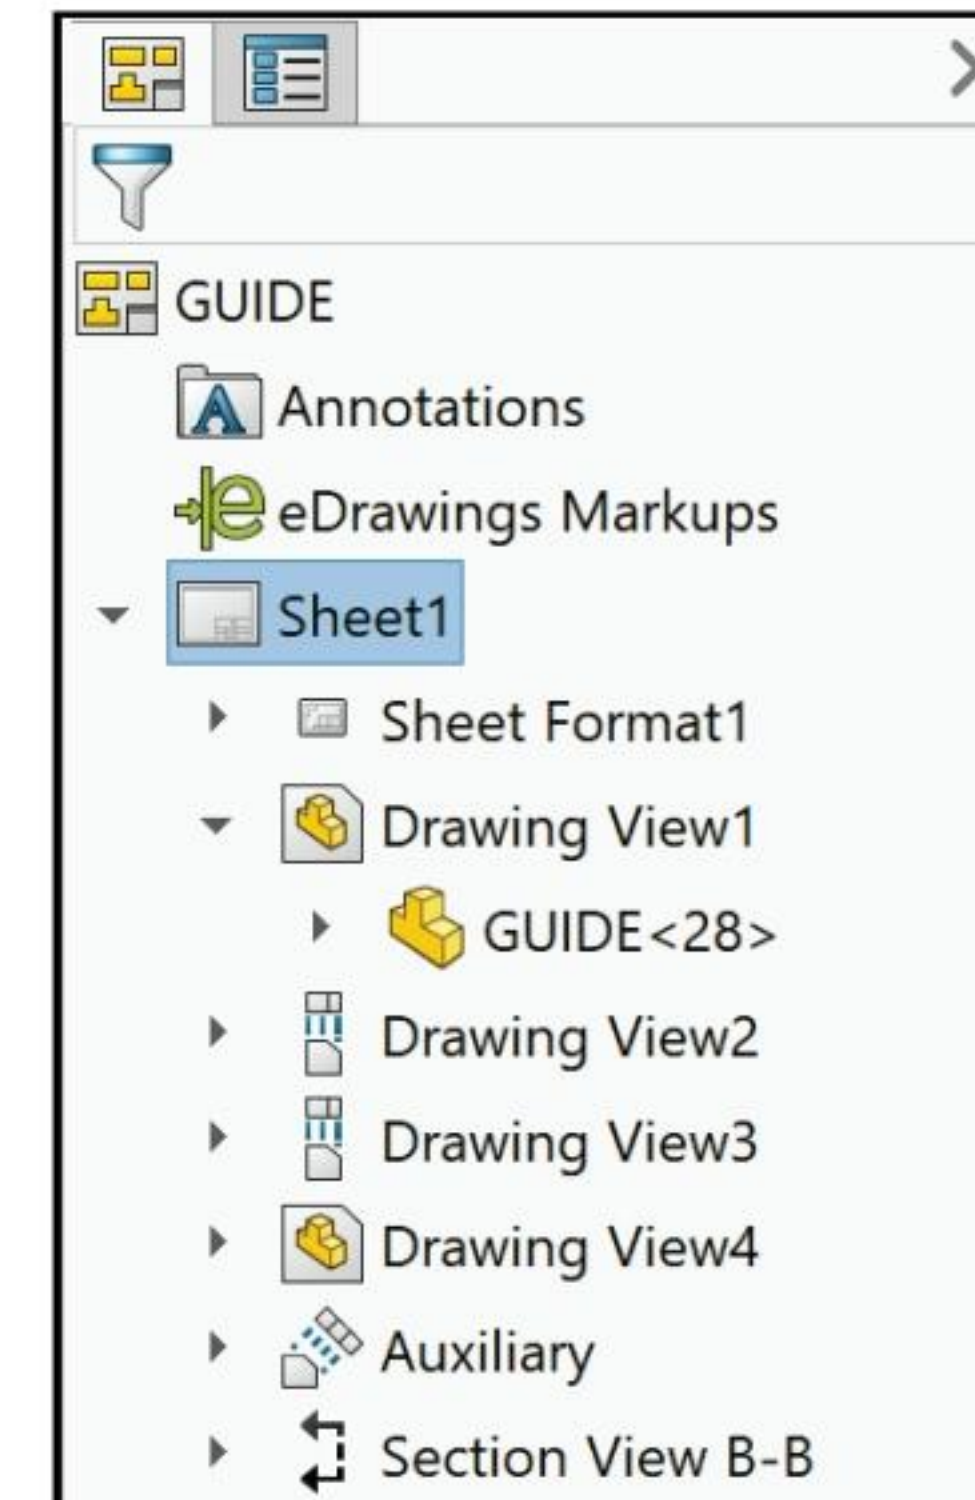 GUIDE
Annotations
eDrawings Markups
Sheet1
Sheet Format1
Drawing View1
GUIDE<28>
Drawing View2
Drawing View3
Drawing View4
Auxiliary
Section View B-B